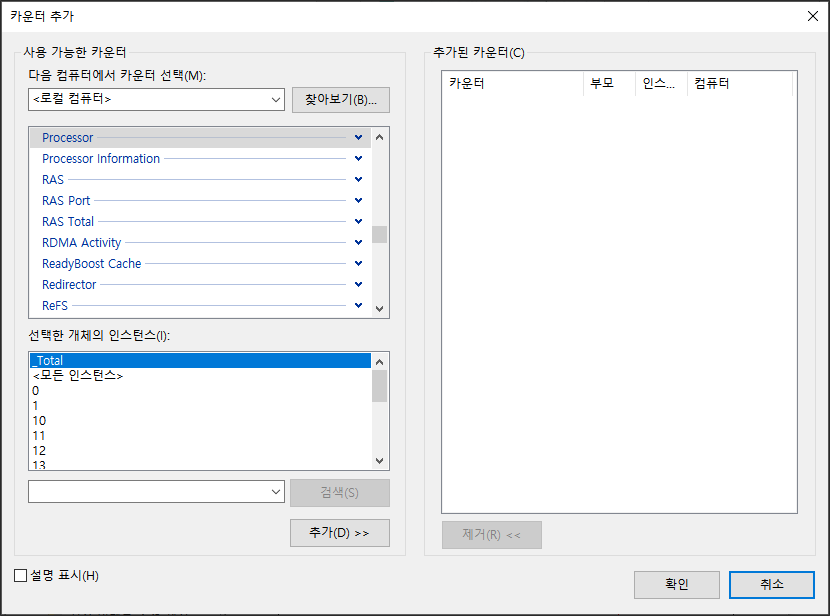 카운터 추가
사용 가능한 카운터
다음 컴퓨터에서 카운터 선택(M):
<로컬 컴퓨터>
찾아보기(B)...
Processor
Processor Information
RAS
RAS Port
RAS Total
RDMA Activity
ReadyBoost Cache
Redirector
ReFS
선택한 개체의 인스턴스(I):
_Total
<모든 인스턴스>
0
1
10
11
12
13
검색(S)
추가(D) >>
추가된 카운터(C)
카운터 부모 인스... 컴퓨터
제거(R) <<
설명 표시(H)
확인
취소